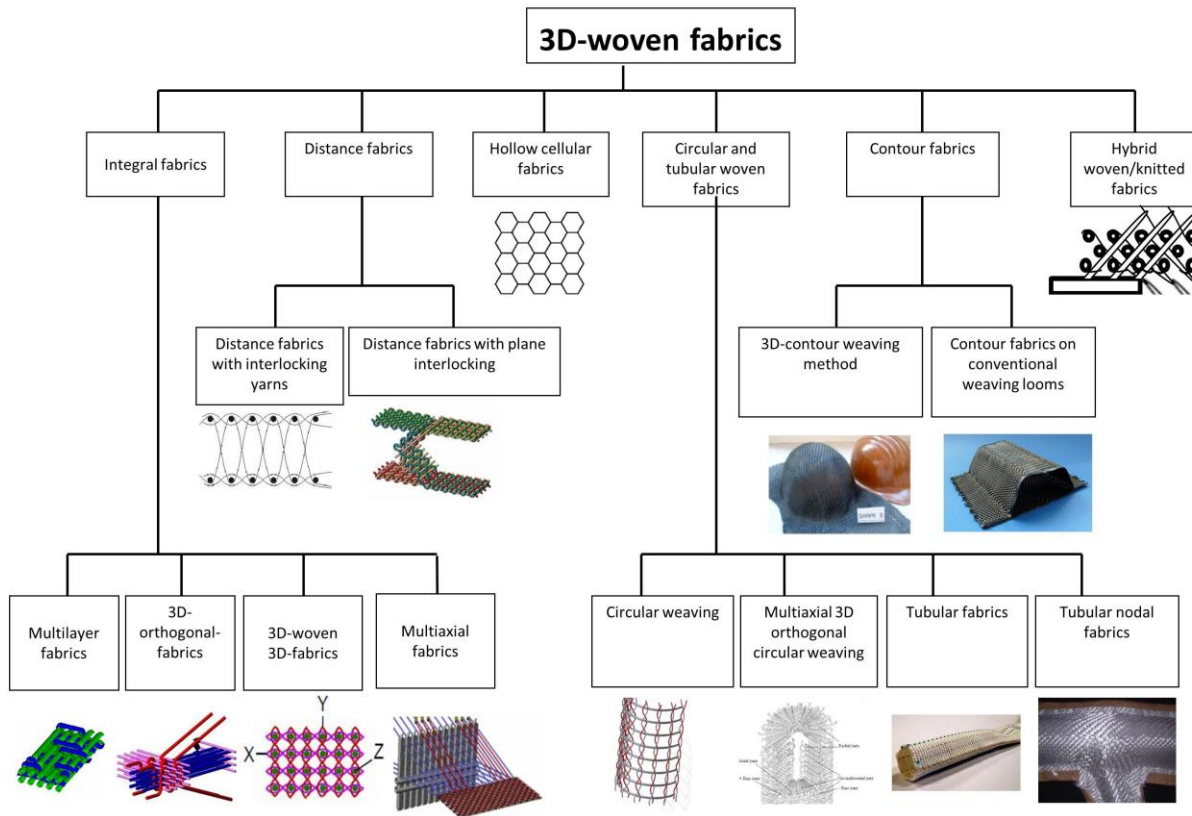 3D-woven fabrics
Integral fabrics
Distance fabrics
Hollow cellular
fabrics
Circular and
tubular woven
fabrics
Contour fabrics
Hybrid
woven/knitted
fabrics
Distance fabrics
with interlocking
yarns
Distance fabrics with plane
interlocking
3D-contour weaving
method
Contour fabrics on
conventional
weaving looms
SHAPE 3
Multilayer
fabrics
3D-
orthogonal-
fabrics
3D-woven
3D-fabrics
Multiaxial
fabrics
Circular weaving
Multiaxial 3D
orthogonal
circular weaving
Tubular fabrics
Tubular nodal
fabrics
Y
X
Z